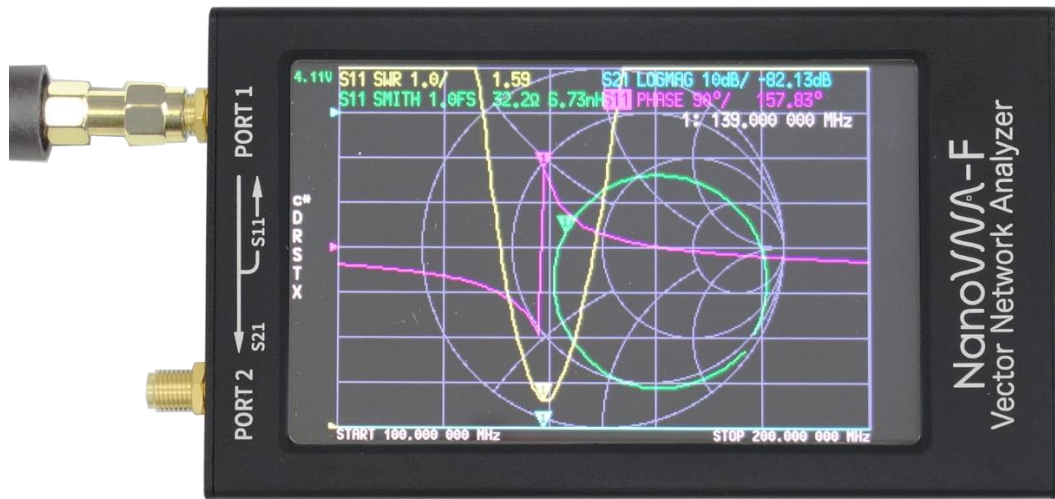 4.11V S11 SWR 1.0/ 1.59 S21 LOGMAG 10dB/ -82.13dB
S11 SMITH 1.0FS 32.2Ω 6.73nH S11 PHASE 90°/ 157.83°
1: 139.000 000 MHz
C*
D
R
S
T
X
START 100.000 000 MHz STOP 200.000 000 MHz
PORT 1
S11
S21
PORT 2
NanoVNA-F
Vector Network Analyzer